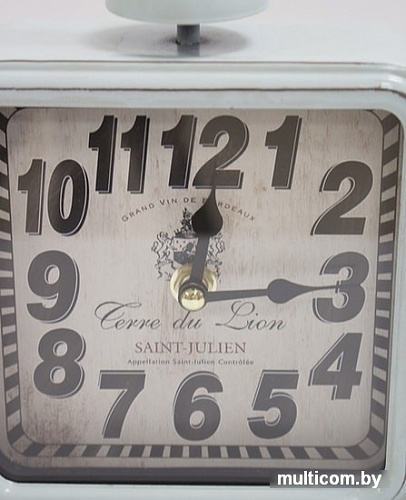 11 12 1
10 2
GRAND VIN DE BORDEAUX
9 3
Cerre du Lion
SAINT-JULIEN
Appellation Saint-Julien Contrôlée
8 4
7 6 5
multicom.by